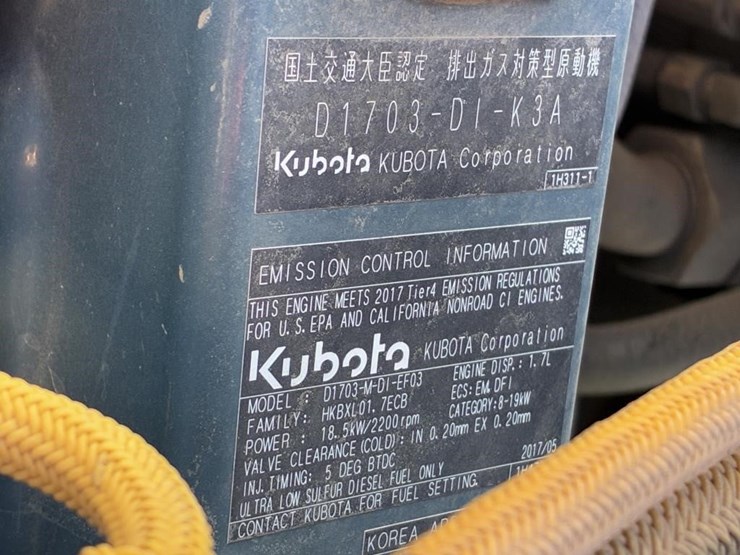 国土交通大臣認定 排出ガス対策型原動機
D1703-DI-K3A
Kubota KUBOTA Corporation
1H311-1
EMISSION CONTROL INFORMATION
THIS ENGINE MEETS 2017 Tier4 EMISSION REGULATIONS
FOR U.S. EPA AND CALIFORNIA NONROAD CI ENGINES.
Kubota KUBOTA Corporation
MODEL : D1703-M-DI-EF03 ENGINE DISP.: 1.7L
FAMILY: HKBXL01.7ECB ECS: EM, DFI
POWER : 18.5kW/2200rpm CATEGORY:8-19kW
VALVE CLEARANCE (COLD): IN 0.20mm EX 0.20mm
INJ. TIMING: 5 DEG BTDC 2017/05
ULTRA LOW SULFUR DIESEL FUEL ONLY
CONTACT KUBOTA FOR FUEL SETTING.
KOREA